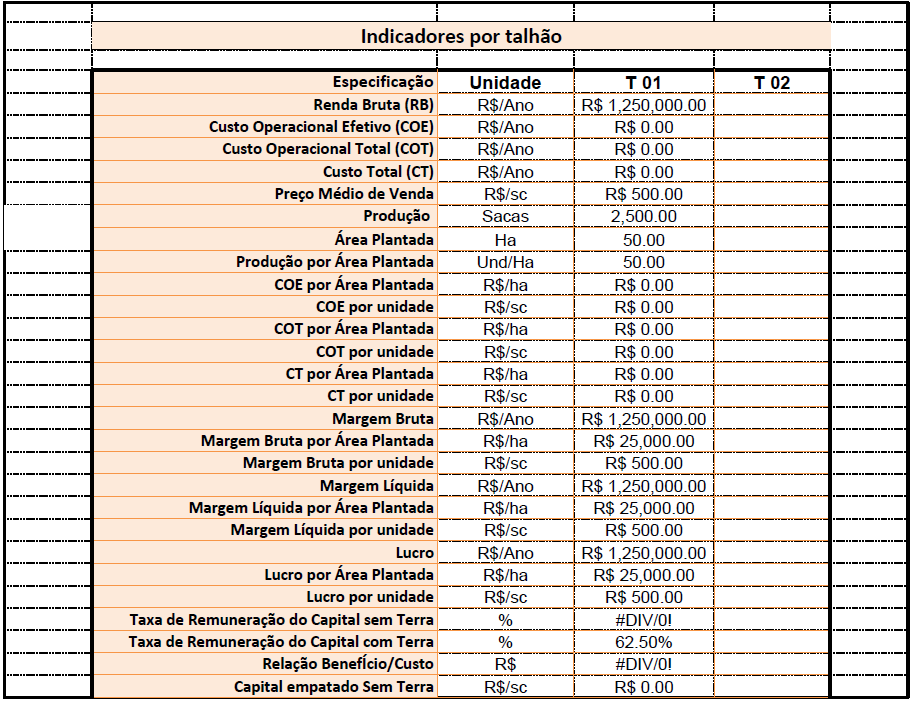 Indicadores por talhão
Especificação Unidade T 01 T 02
Renda Bruta (RB) R$/Ano R$ 1,250,000.00
Custo Operacional Efetivo (COE) R$/Ano R$ 0.00
Custo Operacional Total (COT) R$/Ano R$ 0.00
Custo Total (CT) R$/Ano R$ 0.00
Preço Médio de Venda R$/sc R$ 500.00
Produção Sacas 2,500.00
Área Plantada Ha 50.00
Produção por Área Plantada Und/Ha 50.00
COE por Área Plantada R$/ha R$ 0.00
COE por unidade R$/sc R$ 0.00
COT por Área Plantada R$/ha R$ 0.00
COT por unidade R$/sc R$ 0.00
CT por Área Plantada R$/ha R$ 0.00
CT por unidade R$/sc R$ 0.00
Margem Bruta R$/Ano R$ 1,250,000.00
Margem Bruta por Área Plantada R$/ha R$ 25,000.00
Margem Bruta por unidade R$/sc R$ 500.00
Margem Líquida R$/Ano R$ 1,250,000.00
Margem Líquida por Área Plantada R$/ha R$ 25,000.00
Margem Líquida por unidade R$/sc R$ 500.00
Lucro R$/Ano R$ 1,250,000.00
Lucro por Área Plantada R$/ha R$ 25,000.00
Lucro por unidade R$/sc R$ 500.00
Taxa de Remuneração do Capital sem Terra % #DIV/0!
Taxa de Remuneração do Capital com Terra % 62.50%
Relação Benefício/Custo R$ #DIV/0!
Capital empatado Sem Terra R$/sc R$ 0.00